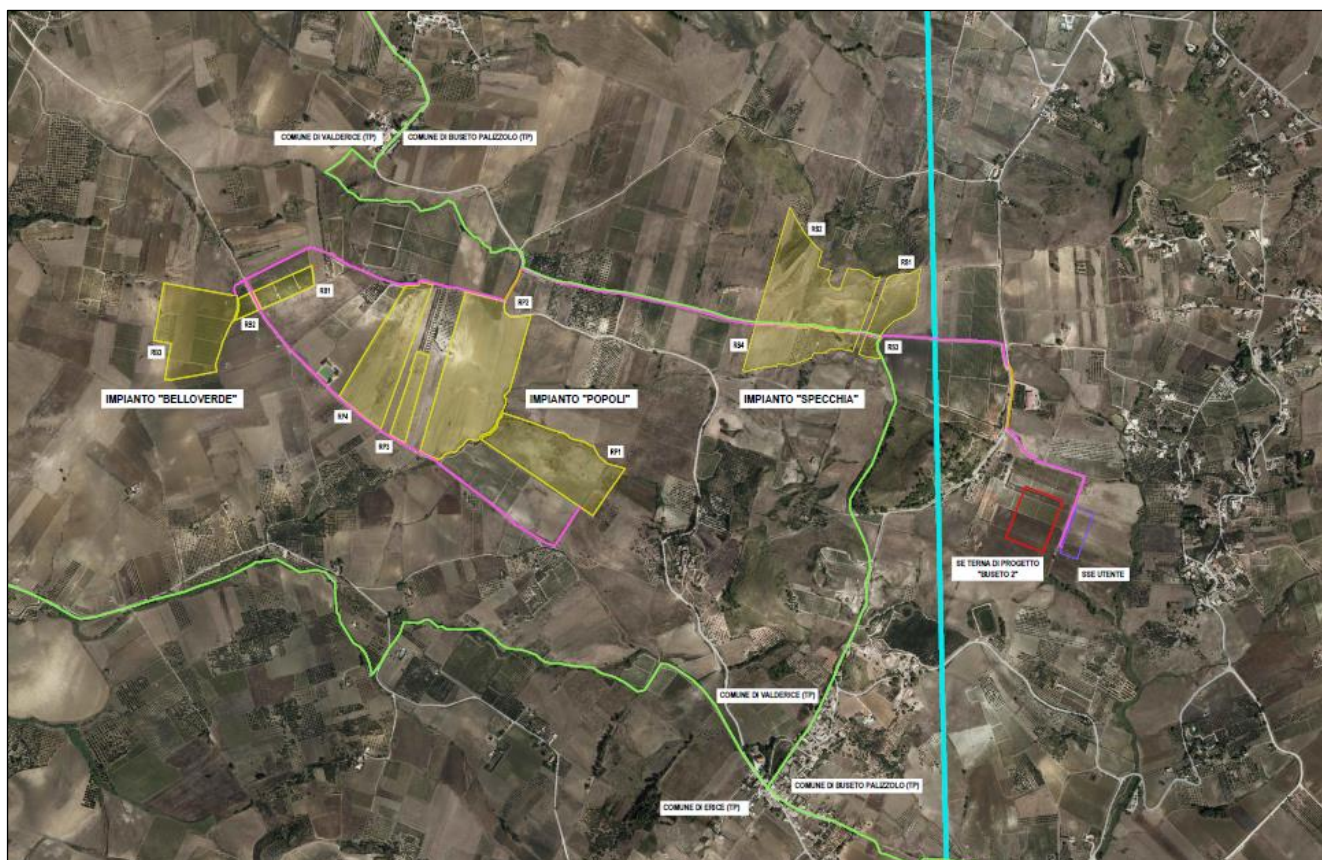 COMUNE DI VALDERICE (TP)
COMUNE DI BUSETO PALIZZOLO (TP)
RS2
RS1
RB1
RP2
RB2
RS4
RS3
RB3
IMPIANTO "BELLOVERDE"
IMPIANTO "POPOLI"
IMPIANTO "SPECCHIA"
RP4
RP3
RP1
SE TERNA DI PROGETTO
"BUSETO 2"
SSE UTENTE
COMUNE DI VALDERICE (TP)
COMUNE DI BUSETO PALIZZOLO (TP)
COMUNE DI ERICE (TP)